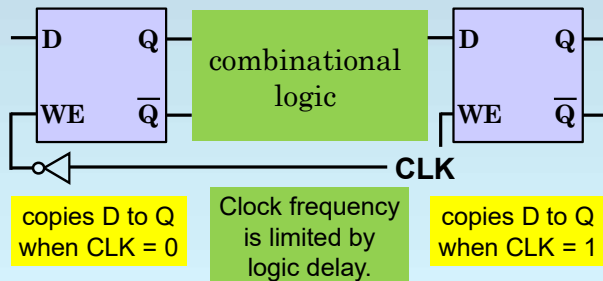 D Q
WE Q̅
combinational
logic
D Q
WE Q̅
CLK
copies D to Q
when CLK = 0
Clock frequency
is limited by
logic delay.
copies D to Q
when CLK = 1